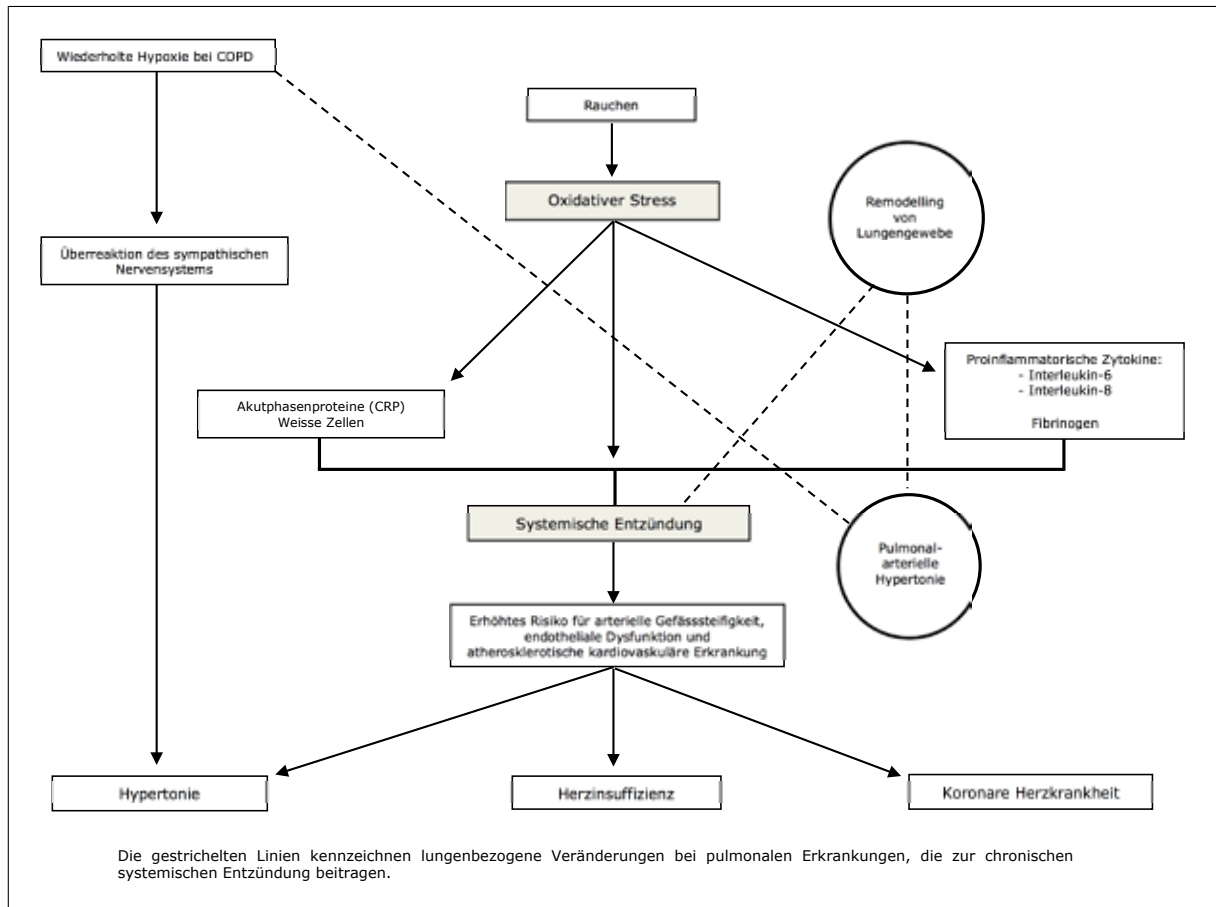 Wiederholte Hypoxie bei COPD
Rauchen
Oxidativer Stress
Remodelling
von
Lungengewebe
Überreaktion des sympathischen
Nervensystems
Proinflammatorische Zytokine:
- Interleukin-6
- Interleukin-8
Fibrinogen
Akutphasenproteine (CRP)
Weisse Zellen
Systemische Entzündung
Pulmonal-
arterielle
Hypertonie
Erhöhtes Risiko für arterielle Gefässsteifigkeit,
endotheliale Dysfunktion und
atherosklerotische kardiovaskuläre Erkrankung
Hypertonie
Herzinsuffizienz
Koronare Herzkrankheit
Die gestrichelten Linien kennzeichnen lungenbezogene Veränderungen bei pulmonalen Erkrankungen, die zur chronischen
systemischen Entzündung beitragen.